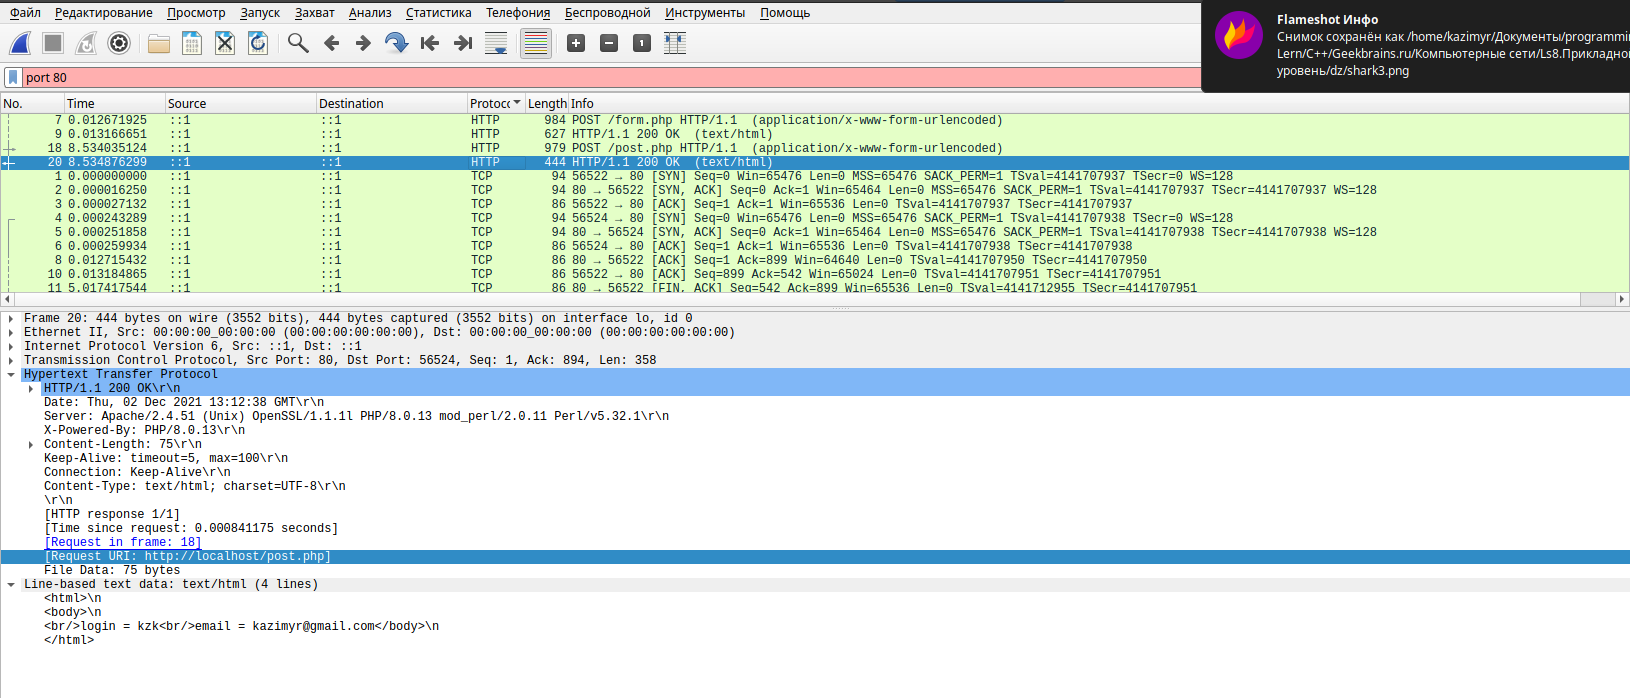 Файл Редактирование Просмотр Запуск Захват Анализ Статистика Телефония Беспроводной Инструменты Помощь
Flameshot Инфо
Снимок сохранён как /home/kazimyr/Документы/programmi
Lern/C++/Geekbrains.ru/Компьютерные сети/Ls8.Прикладно
уровень/dz/shark3.png
port 80
No. Time Source Destination Protoc Length Info
7 0.012671925 ::1 ::1 HTTP 984 POST /form.php HTTP/1.1 (application/x-www-form-urlencoded)
9 0.013166651 ::1 ::1 HTTP 627 HTTP/1.1 200 OK (text/html)
18 8.534035124 ::1 ::1 HTTP 979 POST /post.php HTTP/1.1 (application/x-www-form-urlencoded)
20 8.534876299 ::1 ::1 HTTP 444 HTTP/1.1 200 OK (text/html)
1 0.000000000 ::1 ::1 TCP 94 56522 → 80 [SYN] Seq=0 Win=65476 Len=0 MSS=65476 SACK_PERM=1 TSval=4141707937 TSecr=0 WS=128
2 0.000016250 ::1 ::1 TCP 94 80 → 56522 [SYN, ACK] Seq=0 Ack=1 Win=65464 Len=0 MSS=65476 SACK_PERM=1 TSval=4141707937 TSecr=4141707937 WS=128
3 0.000027132 ::1 ::1 TCP 86 56522 → 80 [ACK] Seq=1 Ack=1 Win=65536 Len=0 TSval=4141707937 TSecr=4141707937
4 0.000243289 ::1 ::1 TCP 94 56524 → 80 [SYN] Seq=0 Win=65476 Len=0 MSS=65476 SACK_PERM=1 TSval=4141707938 TSecr=0 WS=128
5 0.000251858 ::1 ::1 TCP 94 80 → 56524 [SYN, ACK] Seq=0 Ack=1 Win=65464 Len=0 MSS=65476 SACK_PERM=1 TSval=4141707938 TSecr=4141707938 WS=128
6 0.000259934 ::1 ::1 TCP 86 56524 → 80 [ACK] Seq=1 Ack=1 Win=65536 Len=0 TSval=4141707938 TSecr=4141707938
8 0.012715432 ::1 ::1 TCP 86 80 → 56522 [ACK] Seq=1 Ack=899 Win=64640 Len=0 TSval=4141707950 TSecr=4141707950
10 0.013184865 ::1 ::1 TCP 86 56522 → 80 [ACK] Seq=899 Ack=542 Win=65024 Len=0 TSval=4141707951 TSecr=4141707951
11 5.017417544 ::1 ::1 TCP 86 80 → 56522 [FIN, ACK] Seq=542 Ack=899 Win=65536 Len=0 TSval=4141712955 TSecr=4141707951
Frame 20: 444 bytes on wire (3552 bits), 444 bytes captured (3552 bits) on interface lo, id 0
Ethernet II, Src: 00:00:00_00:00:00 (00:00:00:00:00:00), Dst: 00:00:00_00:00:00 (00:00:00:00:00:00)
Internet Protocol Version 6, Src: ::1, Dst: ::1
Transmission Control Protocol, Src Port: 80, Dst Port: 56524, Seq: 1, Ack: 894, Len: 358
Hypertext Transfer Protocol
HTTP/1.1 200 OK\r\n
Date: Thu, 02 Dec 2021 13:12:38 GMT\r\n
Server: Apache/2.4.51 (Unix) OpenSSL/1.1.1l PHP/8.0.13 mod_perl/2.0.11 Perl/v5.32.1\r\n
X-Powered-By: PHP/8.0.13\r\n
Content-Length: 75\r\n
Keep-Alive: timeout=5, max=100\r\n
Connection: Keep-Alive\r\n
Content-Type: text/html; charset=UTF-8\r\n
\r\n
[HTTP response 1/1]
[Time since request: 0.000841175 seconds]
[Request in frame: 18]
[Request URI: http://localhost/post.php]
File Data: 75 bytes
Line-based text data: text/html (4 lines)
<html>\n
<body>\n
<br/>login = kzk<br/>email = kazimyr@gmail.com</body>\n
</html>